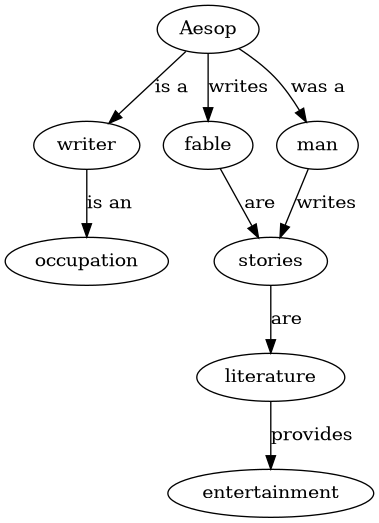 Aesop
is a
writes
was a
writer
fable
man
is an
are
writes
occupation
stories
are
literature
provides
entertainment